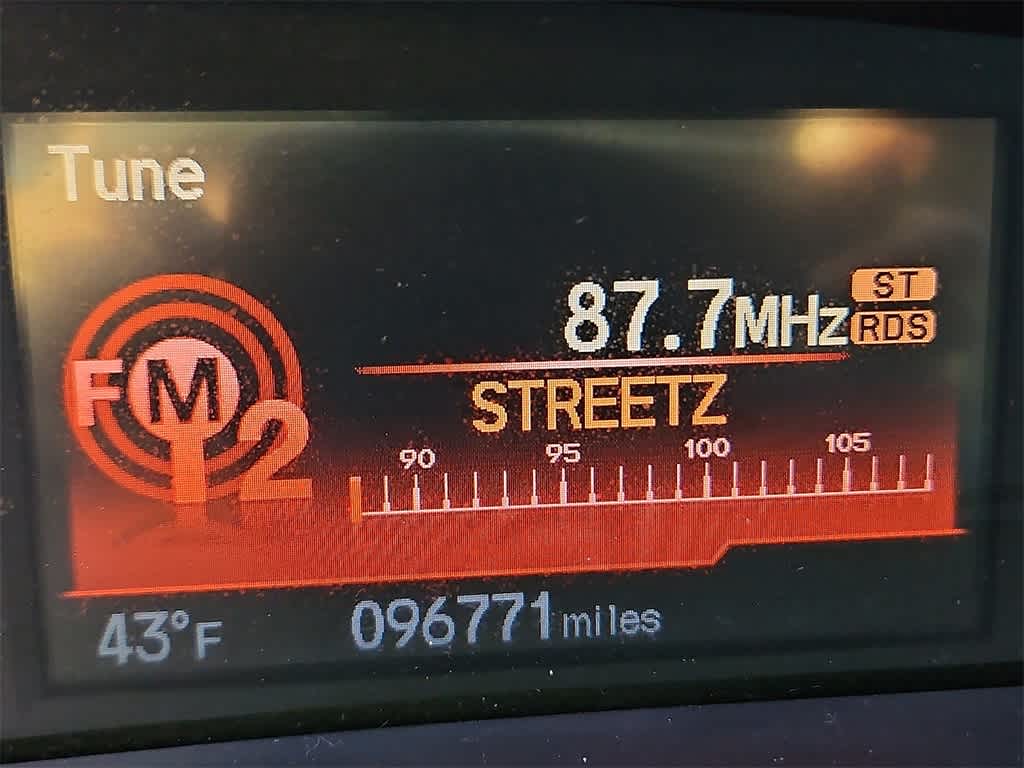 Tune
87.7MHz ST
RDS
FM2
STREETZ
90 95 100 105
43°F 096771 miles